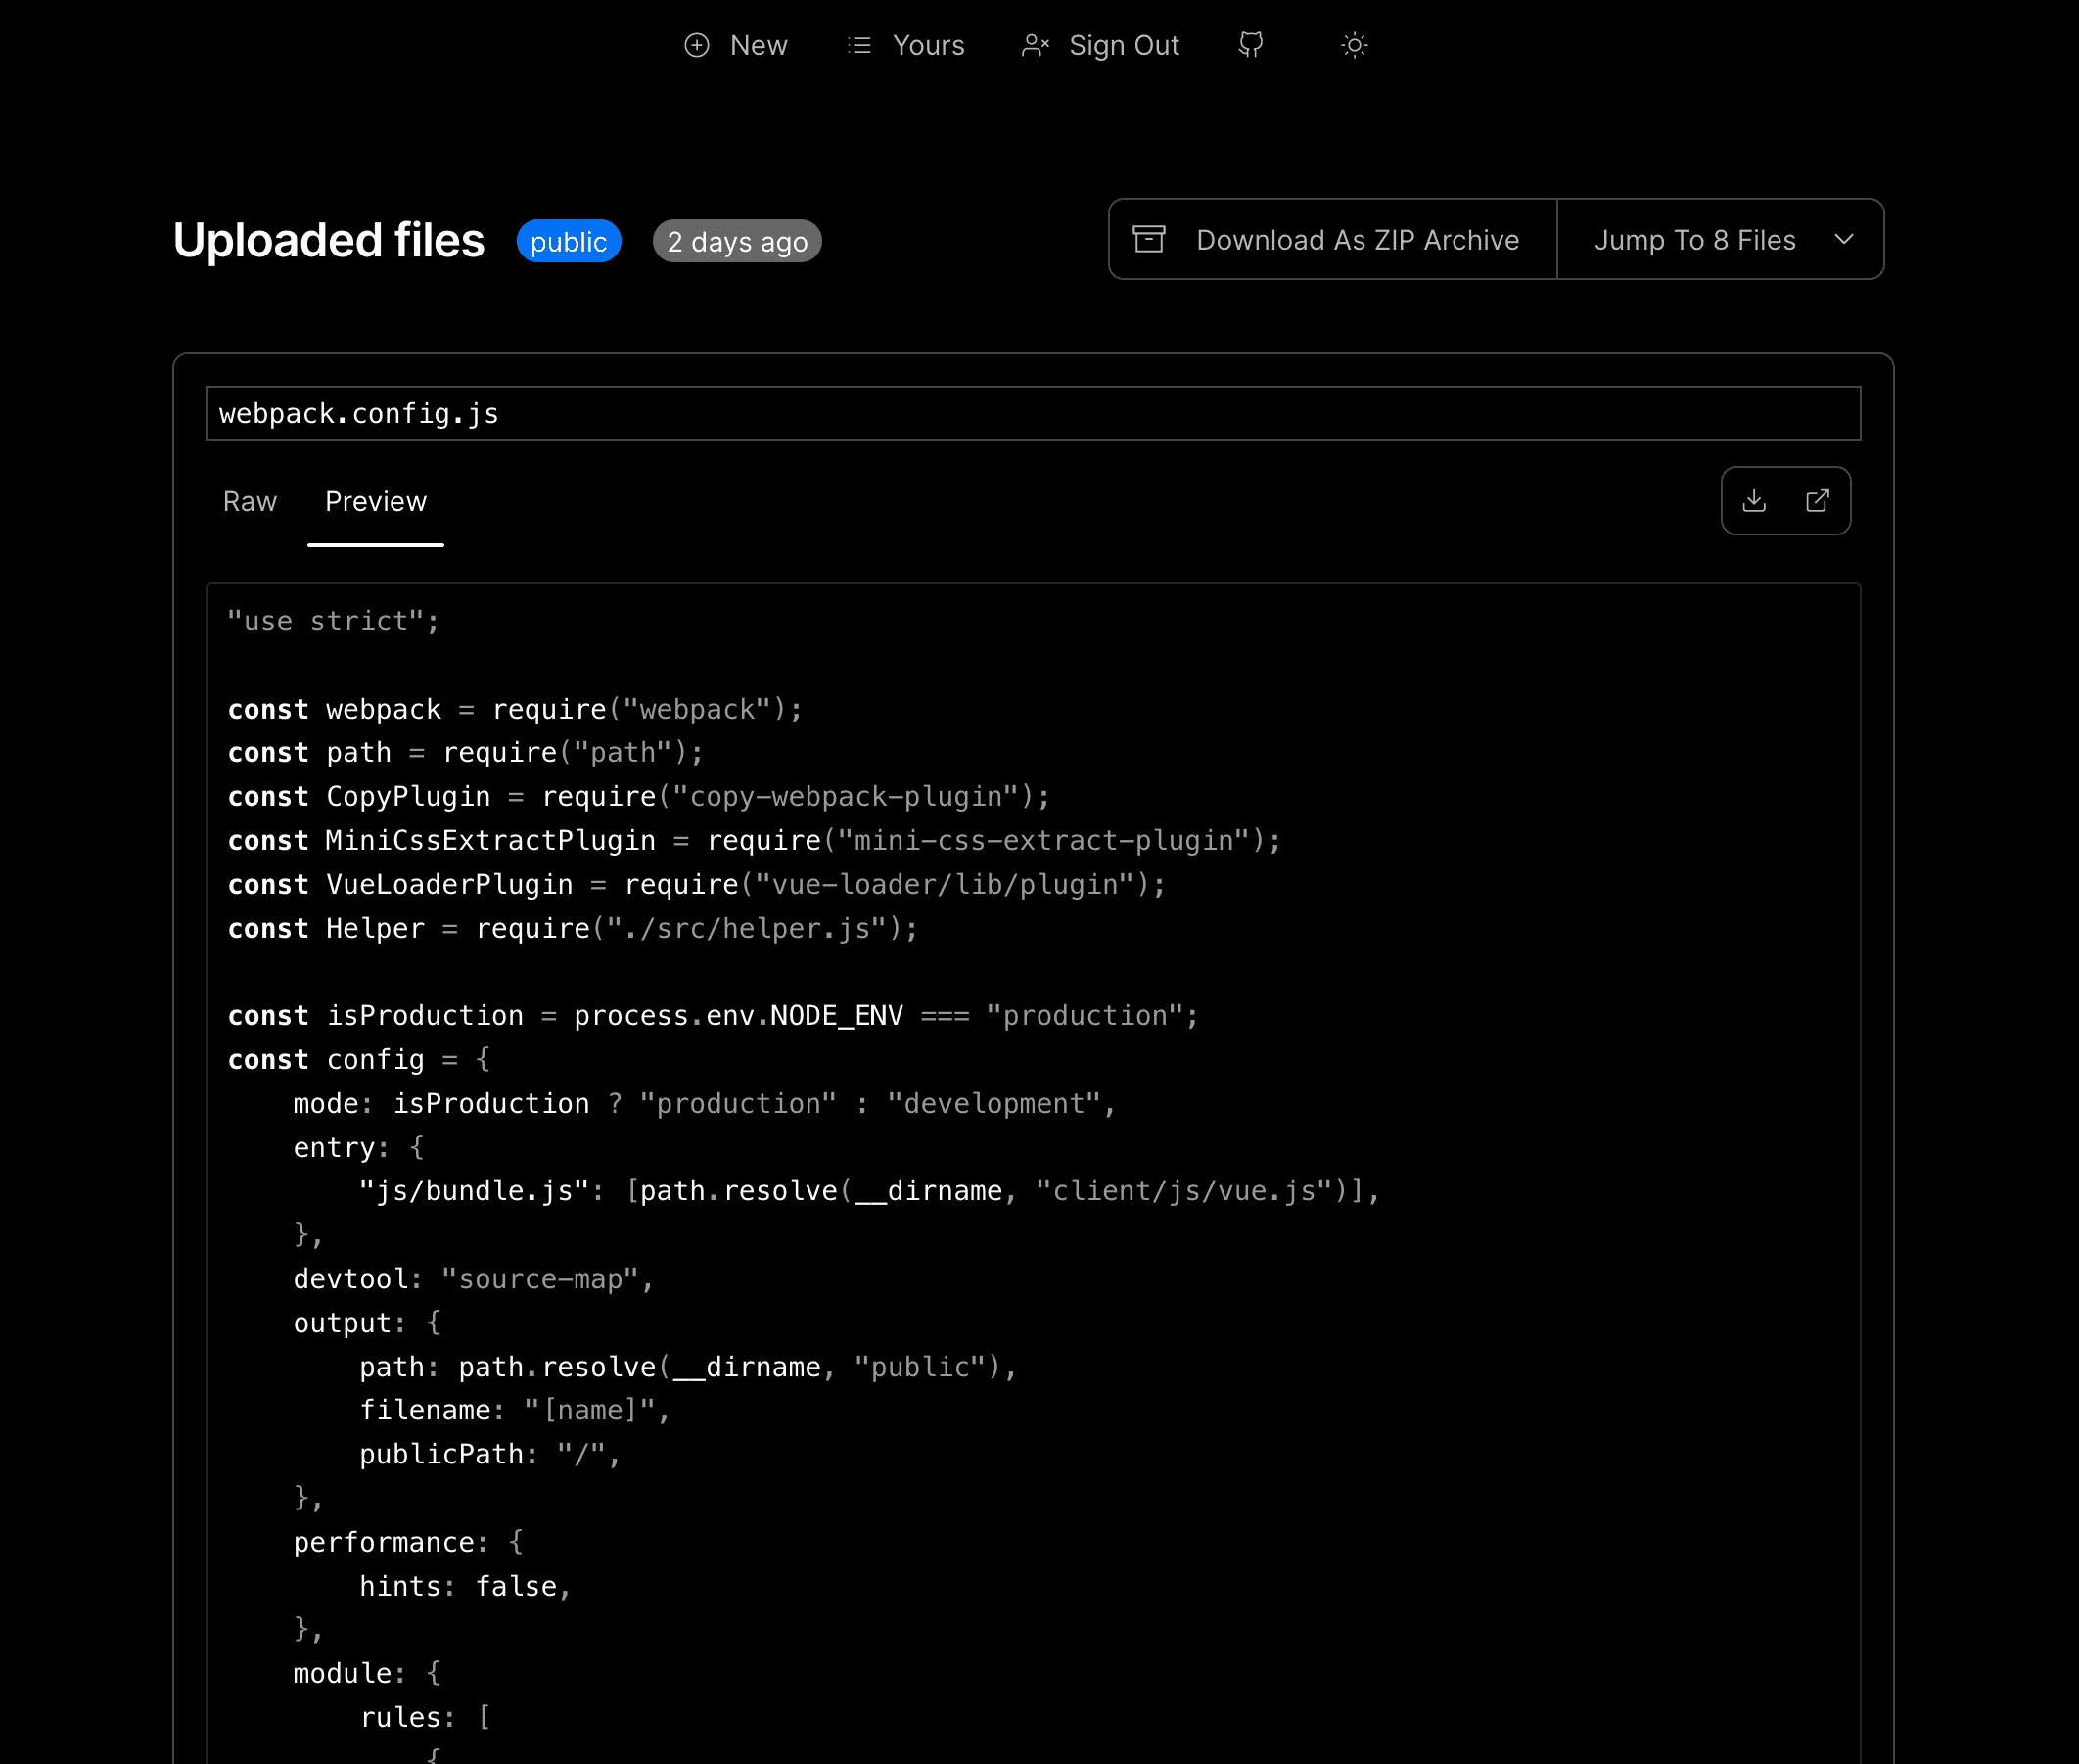 New Yours Sign Out
Uploaded files public 2 days ago Download As ZIP Archive Jump To 8 Files
webpack.config.js
Raw Preview
"use strict";

const webpack = require("webpack");
const path = require("path");
const CopyPlugin = require("copy-webpack-plugin");
const MiniCssExtractPlugin = require("mini-css-extract-plugin");
const VueLoaderPlugin = require("vue-loader/lib/plugin");
const Helper = require("./src/helper.js");

const isProduction = process.env.NODE_ENV === "production";
const config = {
    mode: isProduction ? "production" : "development",
    entry: {
        "js/bundle.js": [path.resolve(__dirname, "client/js/vue.js")],
    },
    devtool: "source-map",
    output: {
        path: path.resolve(__dirname, "public"),
        filename: "[name]",
        publicPath: "/",
    },
    performance: {
        hints: false,
    },
    module: {
        rules: [
            {